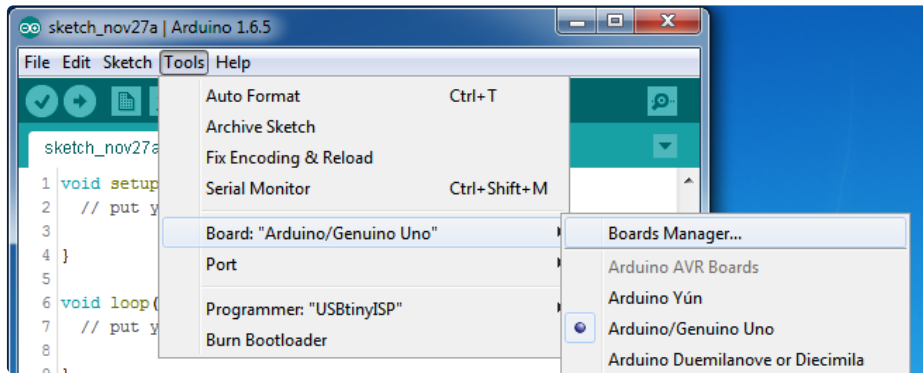 sketch_nov27a | Arduino 1.6.5
File Edit Sketch Tools Help
Auto Format Ctrl+T
Archive Sketch
sketch_nov27a
Fix Encoding & Reload
1 void setup
Serial Monitor Ctrl+Shift+M
2 // put y
3
Board: "Arduino/Genuino Uno"
Boards Manager...
4 }
Port
Arduino AVR Boards
5
6 void loop(
Programmer: "USBtinyISP"
Arduino Yún
7 // put y
Burn Bootloader
Arduino/Genuino Uno
8
Arduino Duemilanove or Diecimila
9 }